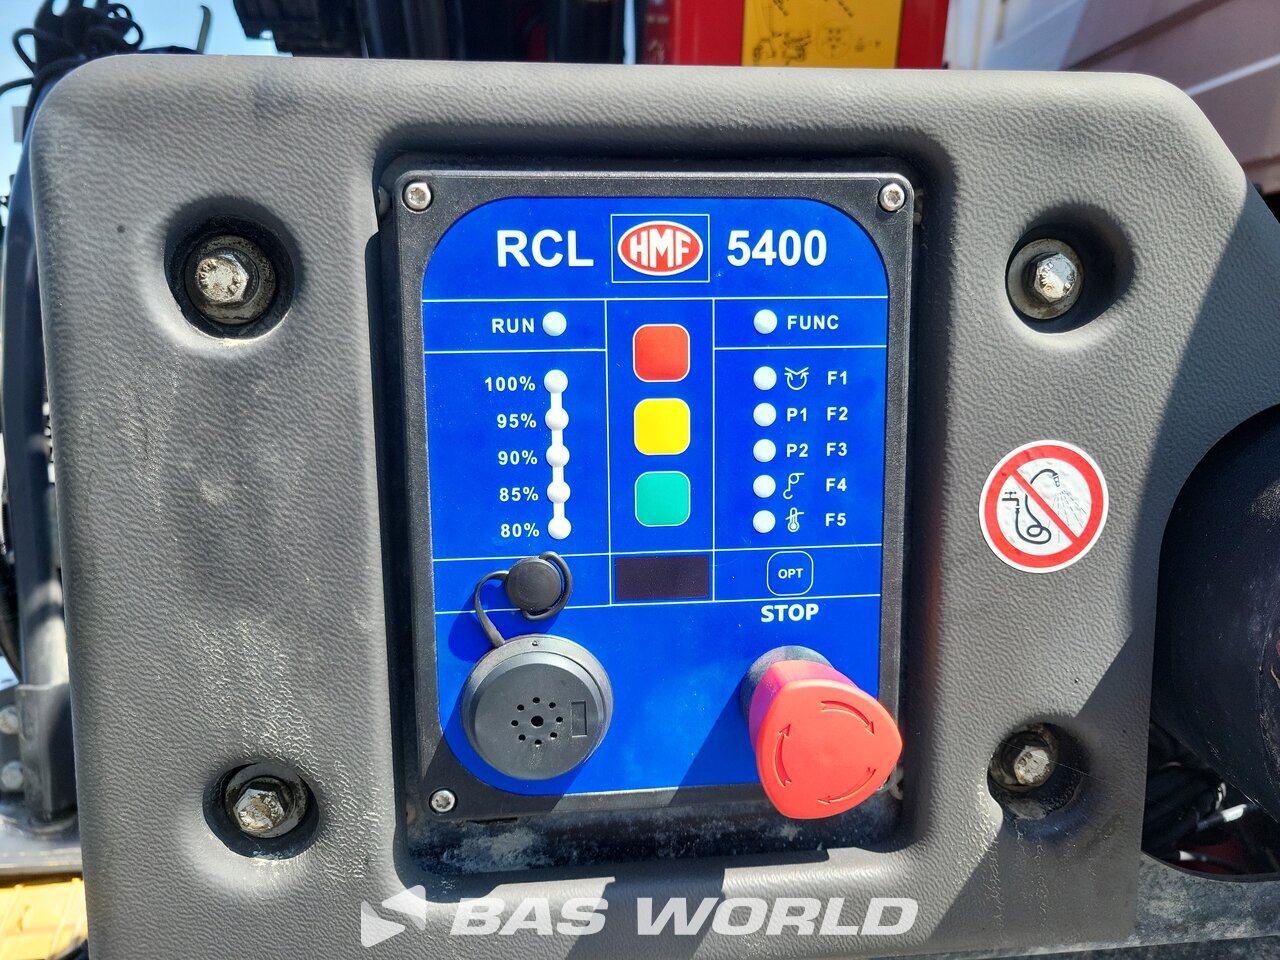 RCL HMF 5400
RUN
FUNC
100%
95%
90%
85%
80%
F1
P1 F2
P2 F3
F4
F5
OPT
STOP
BAS WORLD